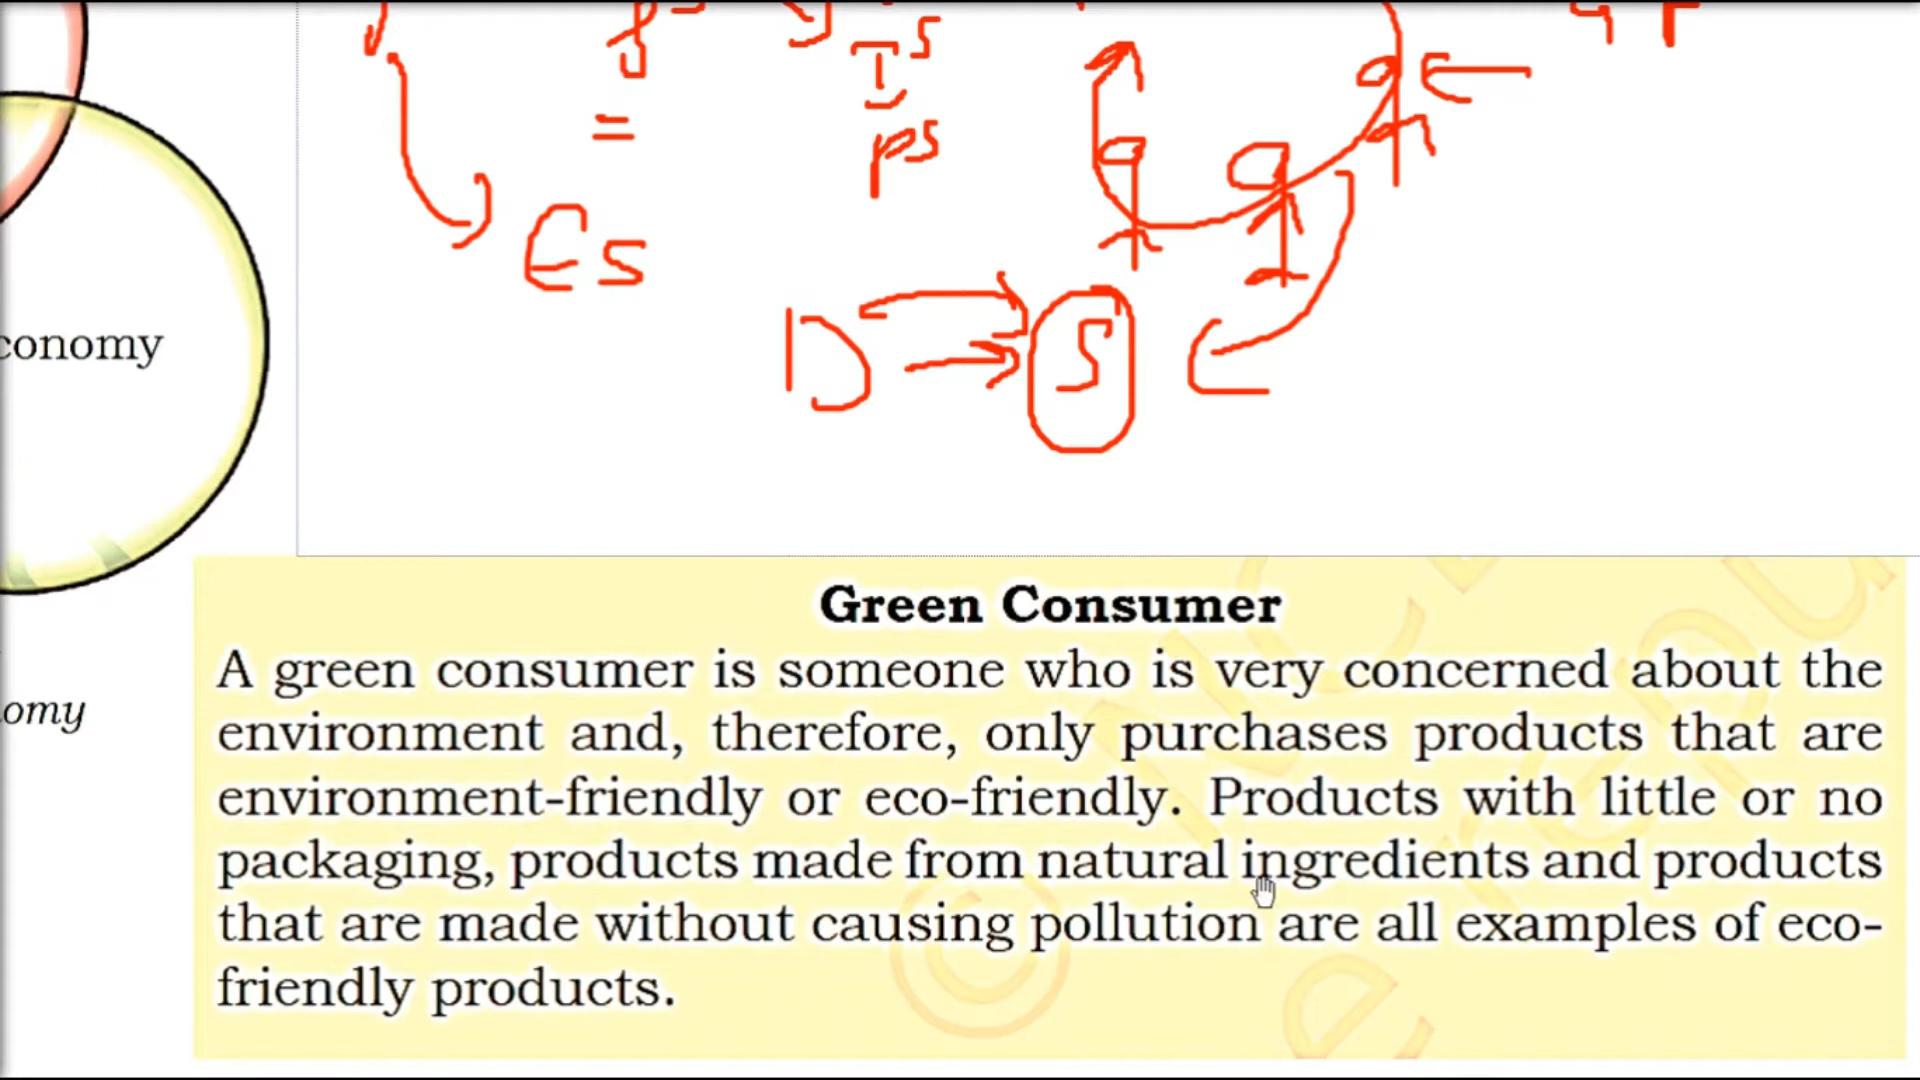 s
I
=
ps
Es
D S C
conomy
omy
Green Consumer
A green consumer is someone who is very concerned about the
environment and, therefore, only purchases products that are
environment-friendly or eco-friendly. Products with little or no
packaging, products made from natural ingredients and products
that are made without causing pollution are all examples of eco-
friendly products.